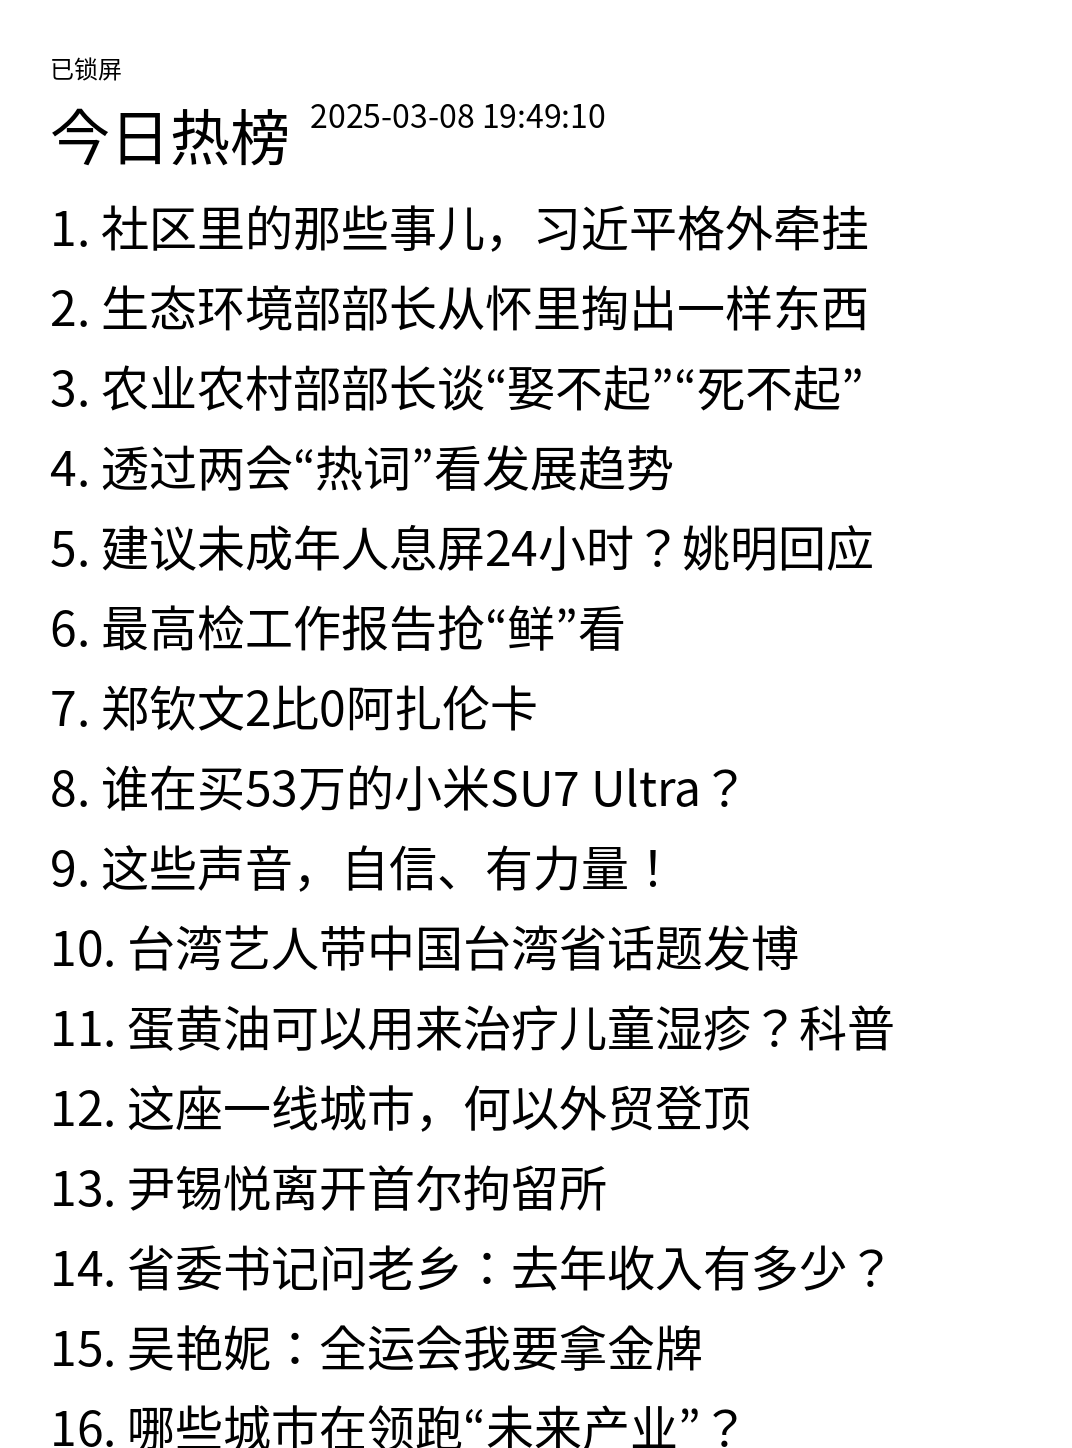 已锁屏
今日热榜 2025-03-08 19:49:10
1. 社区里的那些事儿，习近平格外牵挂
2. 生态环境部部长从怀里掏出一样东西
3. 农业农村部部长谈“娶不起”“死不起”
4. 透过两会“热词”看发展趋势
5. 建议未成年人息屏24小时？姚明回应
6. 最高检工作报告抢“鲜”看
7. 郑钦文2比0阿扎伦卡
8. 谁在买53万的小米SU7 Ultra？
9. 这些声音，自信、有力量！
10. 台湾艺人带中国台湾省话题发博
11. 蛋黄油可以用来治疗儿童湿疹？科普
12. 这座一线城市，何以外贸登顶
13. 尹锡悦离开首尔拘留所
14. 省委书记问老乡：去年收入有多少？
15. 吴艳妮：全运会我要拿金牌
16. 哪些城市在领跑“未来产业”？